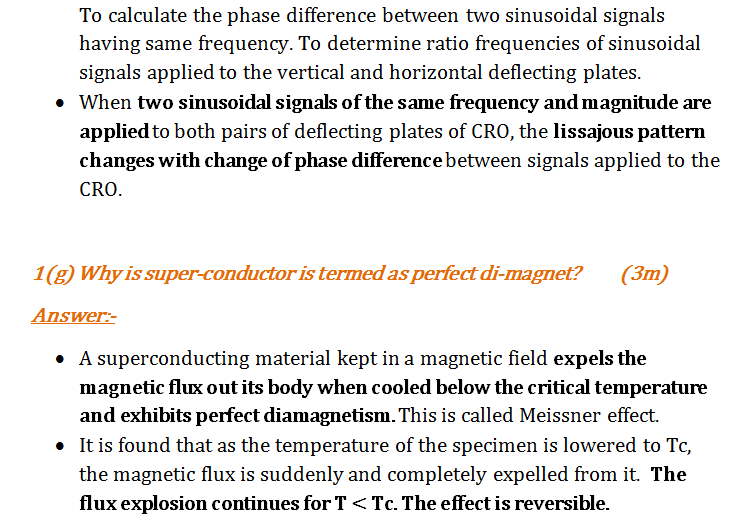 To calculate the phase difference between two sinusoidal signals
having same frequency. To determine ratio frequencies of sinusoidal
signals applied to the vertical and horizontal deflecting plates.
• When two sinusoidal signals of the same frequency and magnitude are
applied to both pairs of deflecting plates of CRO, the lissajous pattern
changes with change of phase difference between signals applied to the
CRO.
1(g) Why is super-conductor is termed as perfect di-magnet? (3m)
Answer:-
• A superconducting material kept in a magnetic field expels the
magnetic flux out its body when cooled below the critical temperature
and exhibits perfect diamagnetism. This is called Meissner effect.
• It is found that as the temperature of the specimen is lowered to Tc,
the magnetic flux is suddenly and completely expelled from it. The
flux explosion continues for T < Tc. The effect is reversible.